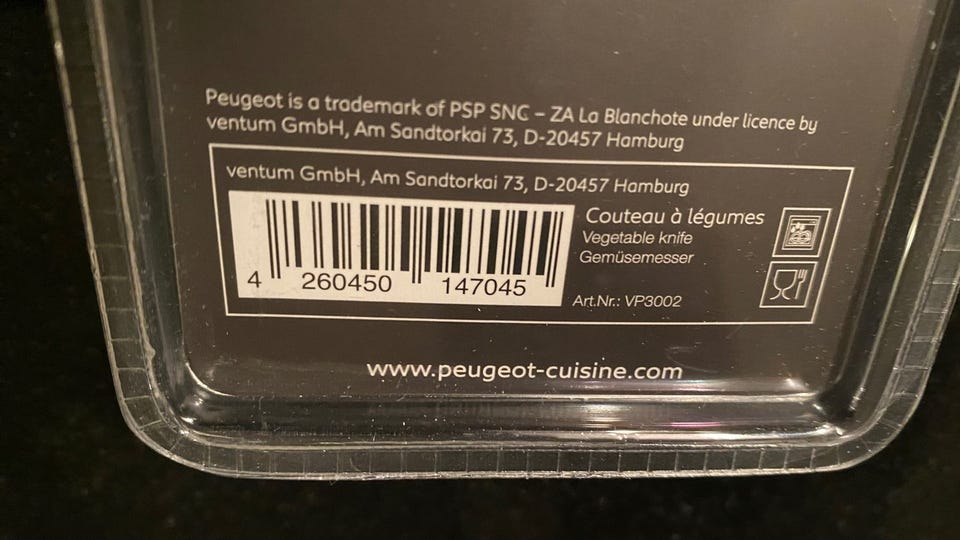 Peugeot is a trademark of PSP SNC – ZA La Blanchote under licence by
ventum GmbH, Am Sandtorkai 73, D-20457 Hamburg
ventum GmbH, Am Sandtorkai 73, D-20457 Hamburg
4 260450 147045
Couteau à légumes
Vegetable knife
Gemüsemesser
Art.Nr.: VP3002
www.peugeot-cuisine.com